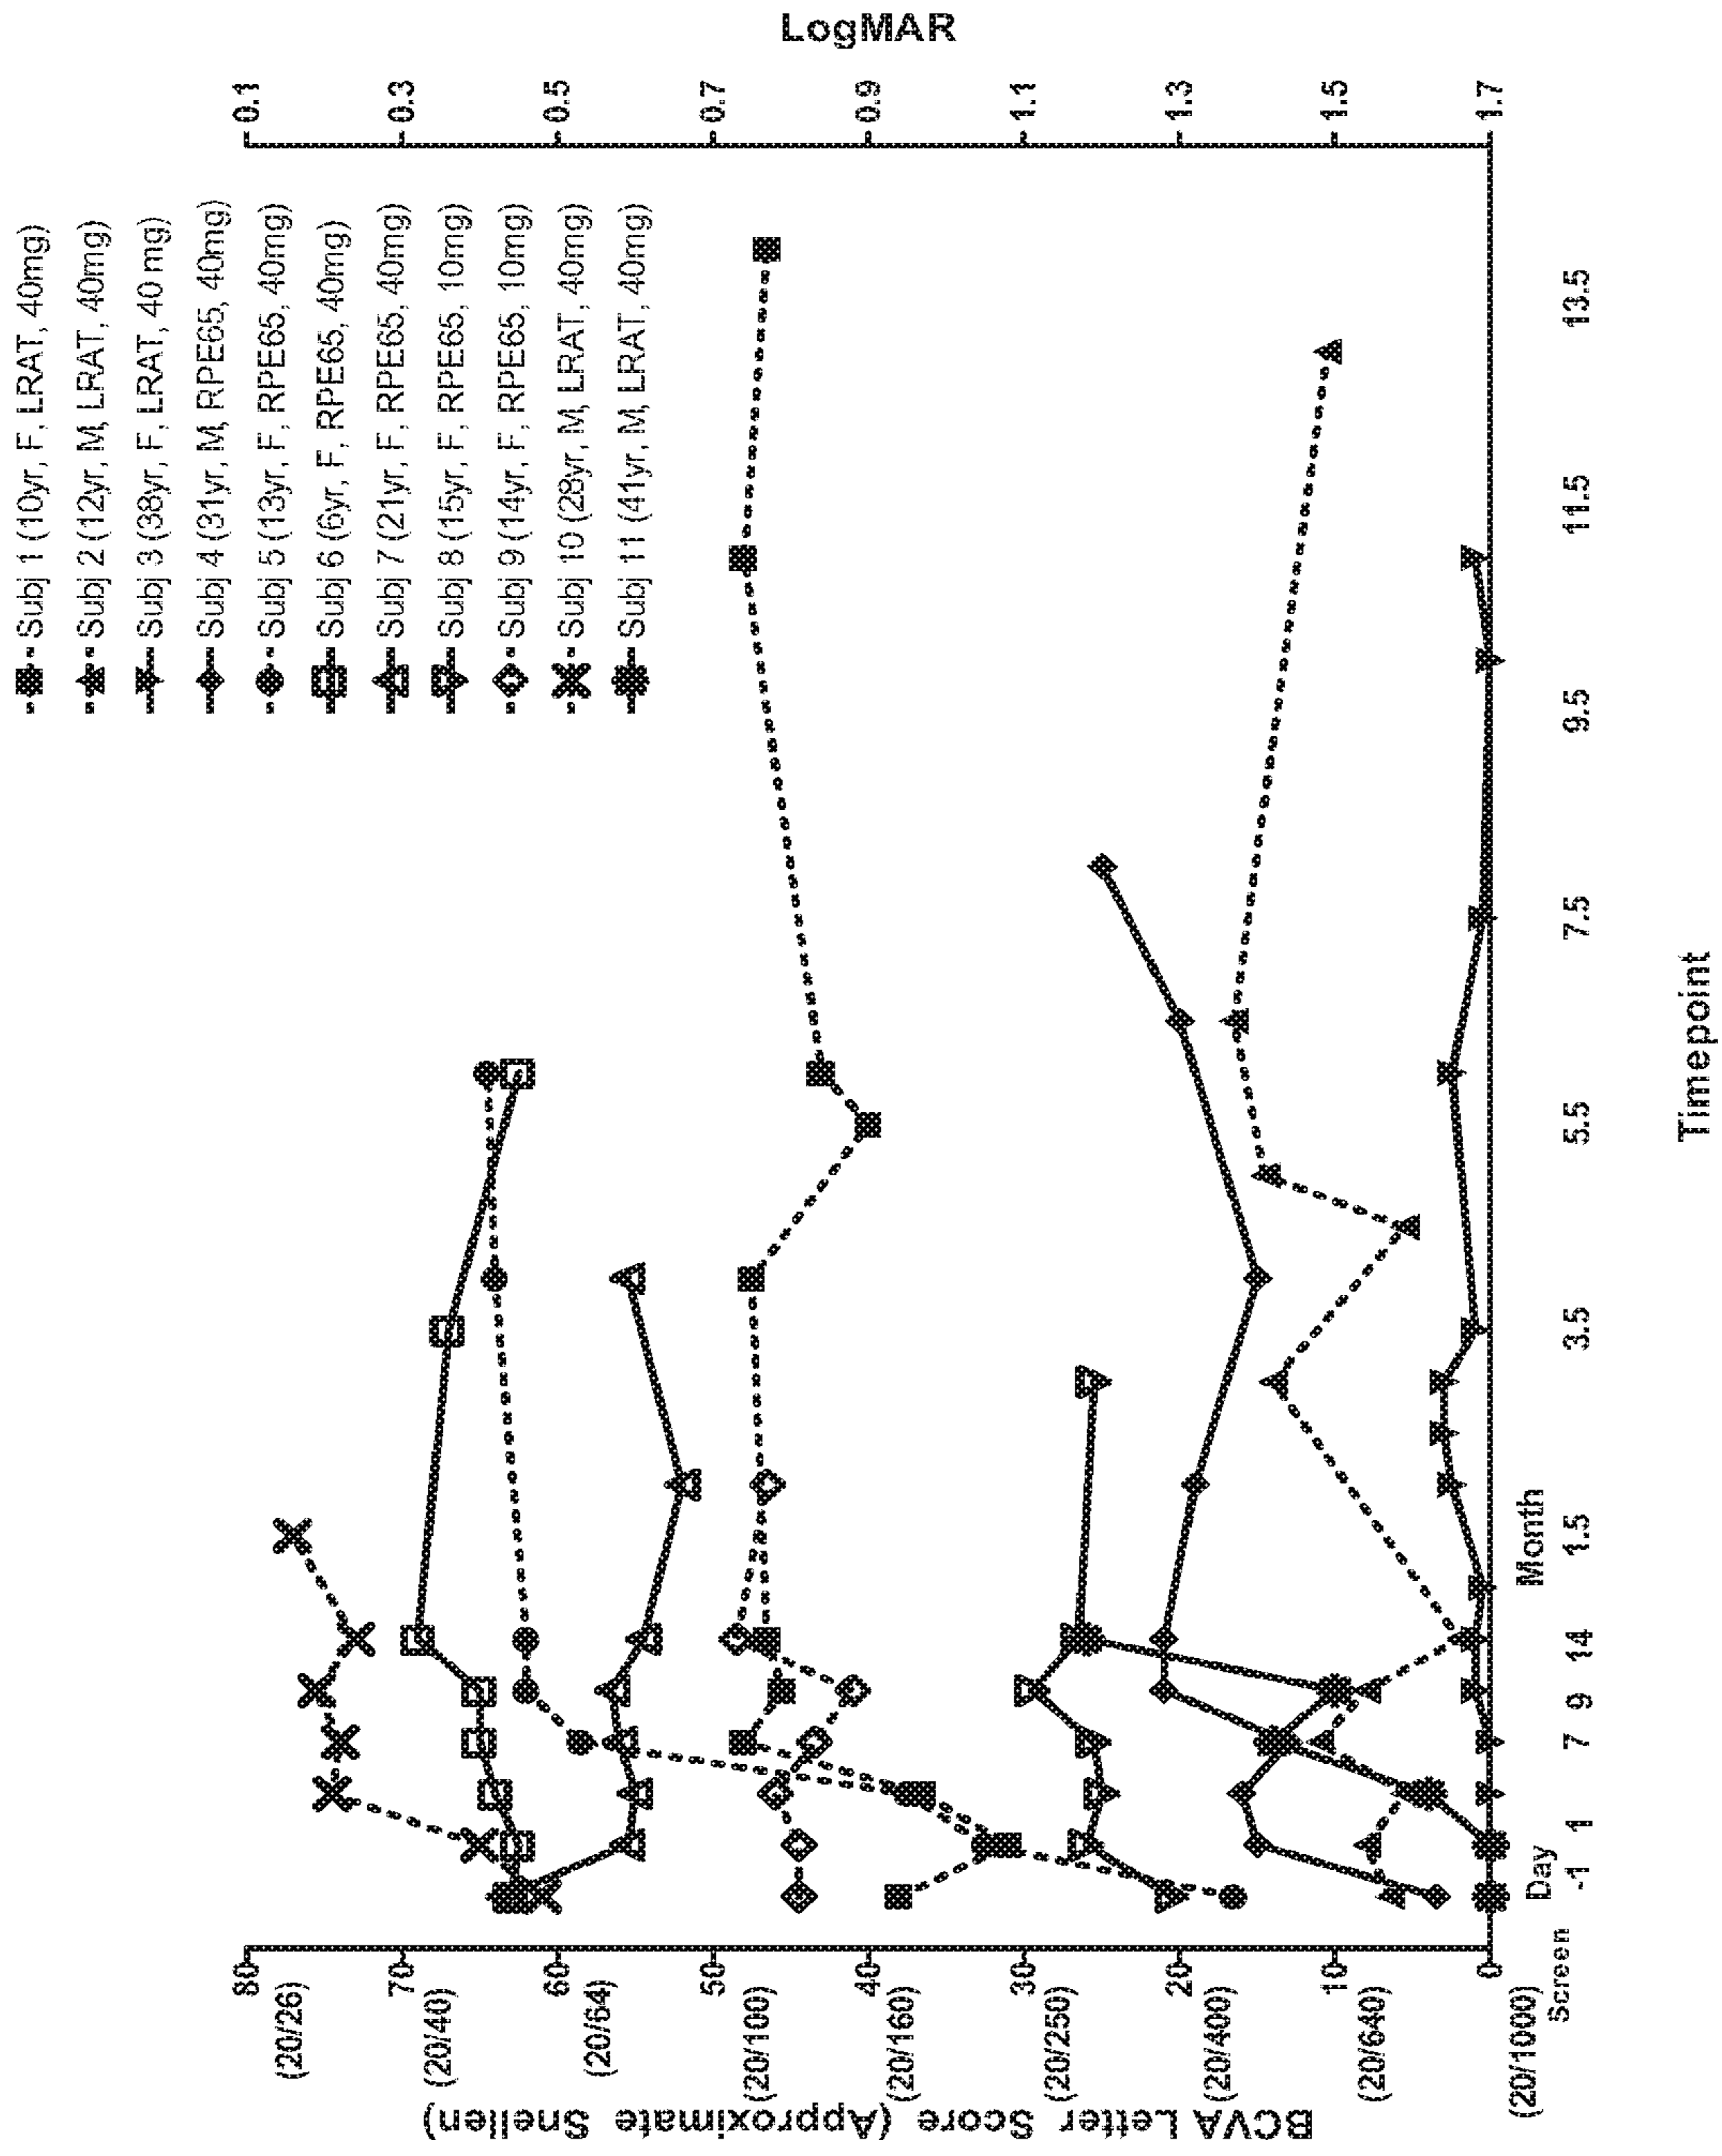 LogMAR
0.1
0.3
0.5
0.7
0.9
1.1
1.3
1.5
1.7
Subj 1 (10yr, F, LRAT, 40mg)
Subj 2 (12yr, M, LRAT, 40mg)
Subj 3 (38yr, F, LRAT, 40 mg)
Subj 4 (31yr, M, RPE65, 40mg)
Subj 5 (13yr, F, RPE65, 40mg)
Subj 6 (6yr, F, RPE65, 40mg)
Subj 7 (21yr, F, RPE65, 40mg)
Subj 8 (15yr, F, RPE65, 10mg)
Subj 9 (14yr, F, RPE65, 10mg)
Subj 10 (28yr, M, LRAT, 40mg)
Subj 11 (41yr, M, LRAT, 40mg)
BCVA Letter Score (Approximate Snellen)
80
(20/26)
70
(20/40)
60
(20/64)
50
(20/100)
40
(20/160)
30
(20/250)
20
(20/400)
10
(20/640)
0
(20/1000)
Screen
Day
Month
-1 1 7 9 14 1.5 3.5 5.5 7.5 9.5 11.5 13.5
Timepoint